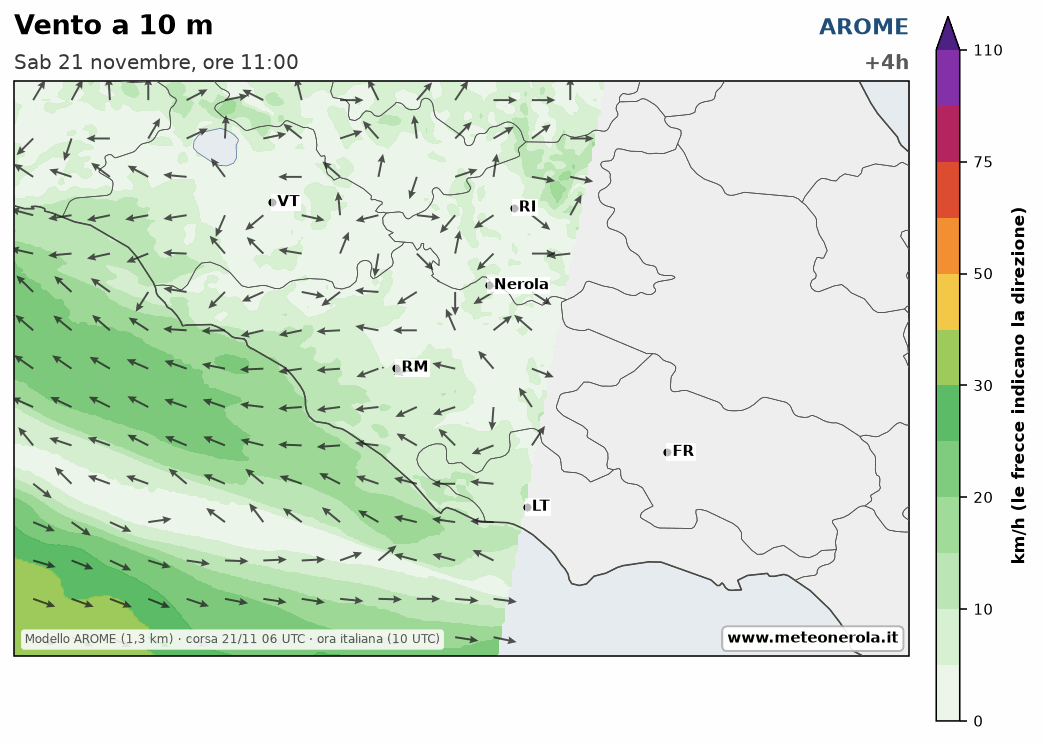 Vento a 10 m
AROME
Sab 21 novembre, ore 11:00
+4h
110
75
50
30
20
10
0
km/h (le frecce indicano la direzione)
VT
RI
Nerola
RM
FR
LT
Modello AROME (1,3 km) · corsa 21/11 06 UTC · ora italiana (10 UTC)
www.meteonerola.it